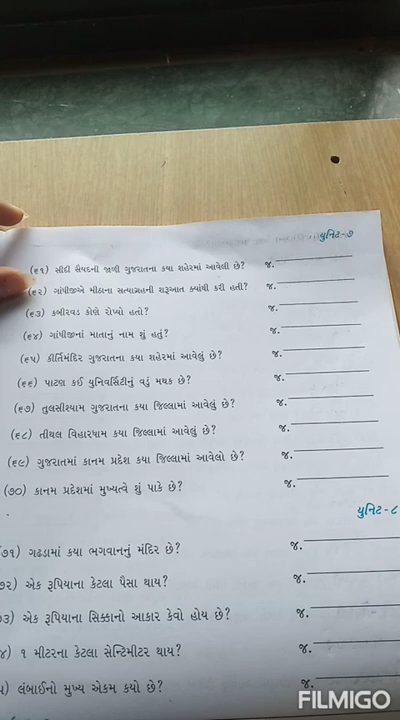 યુનિટ-૭
(૬૧) સીદી સૈયદની જાળી ગુજરાતના કયા શહેરમાં આવેલી છે? જ.
(૬૨) ગાંધીજીએ મીઠાના સત્યાગ્રહની શરૂઆત ક્યાંથી કરી હતી? જ.
(૬૩) કબીરવડ કોણે રોપ્યો હતો? જ.
(૬૪) ગાંધીજીનાં માતાનું નામ શું હતું? જ.
(૬૫) કીર્તિમંદિર ગુજરાતના કયા શહેરમાં આવેલું છે? જ.
(૬૬) પાટણ કઈ યુનિવર્સિટીનું વડું મથક છે? જ.
(૬૭) તુલસીશ્યામ ગુજરાતના કયા જિલ્લામાં આવેલું છે? જ.
(૬૮) તીથલ વિહારધામ કયા જિલ્લામાં આવેલું છે? જ.
(૬૯) ગુજરાતમાં કાનમ પ્રદેશ કયા જિલ્લામાં આવેલો છે? જ.
(૭૦) કાનમ પ્રદેશમાં મુખ્યત્વે શું પાકે છે? જ.
યુનિટ-૮
૭૧) ગઢડામાં કયા ભગવાનનું મંદિર છે? જ.
૭૨) એક રૂપિયાના કેટલા પૈસા થાય? જ.
૩) એક રૂપિયાના સિક્કાનો આકાર કેવો હોય છે? જ.
૪) ૧ મીટરના કેટલા સેન્ટિમીટર થાય? જ.
૫) લંબાઈનો મુખ્ય એકમ કયો છે? જ.
FILMIGO